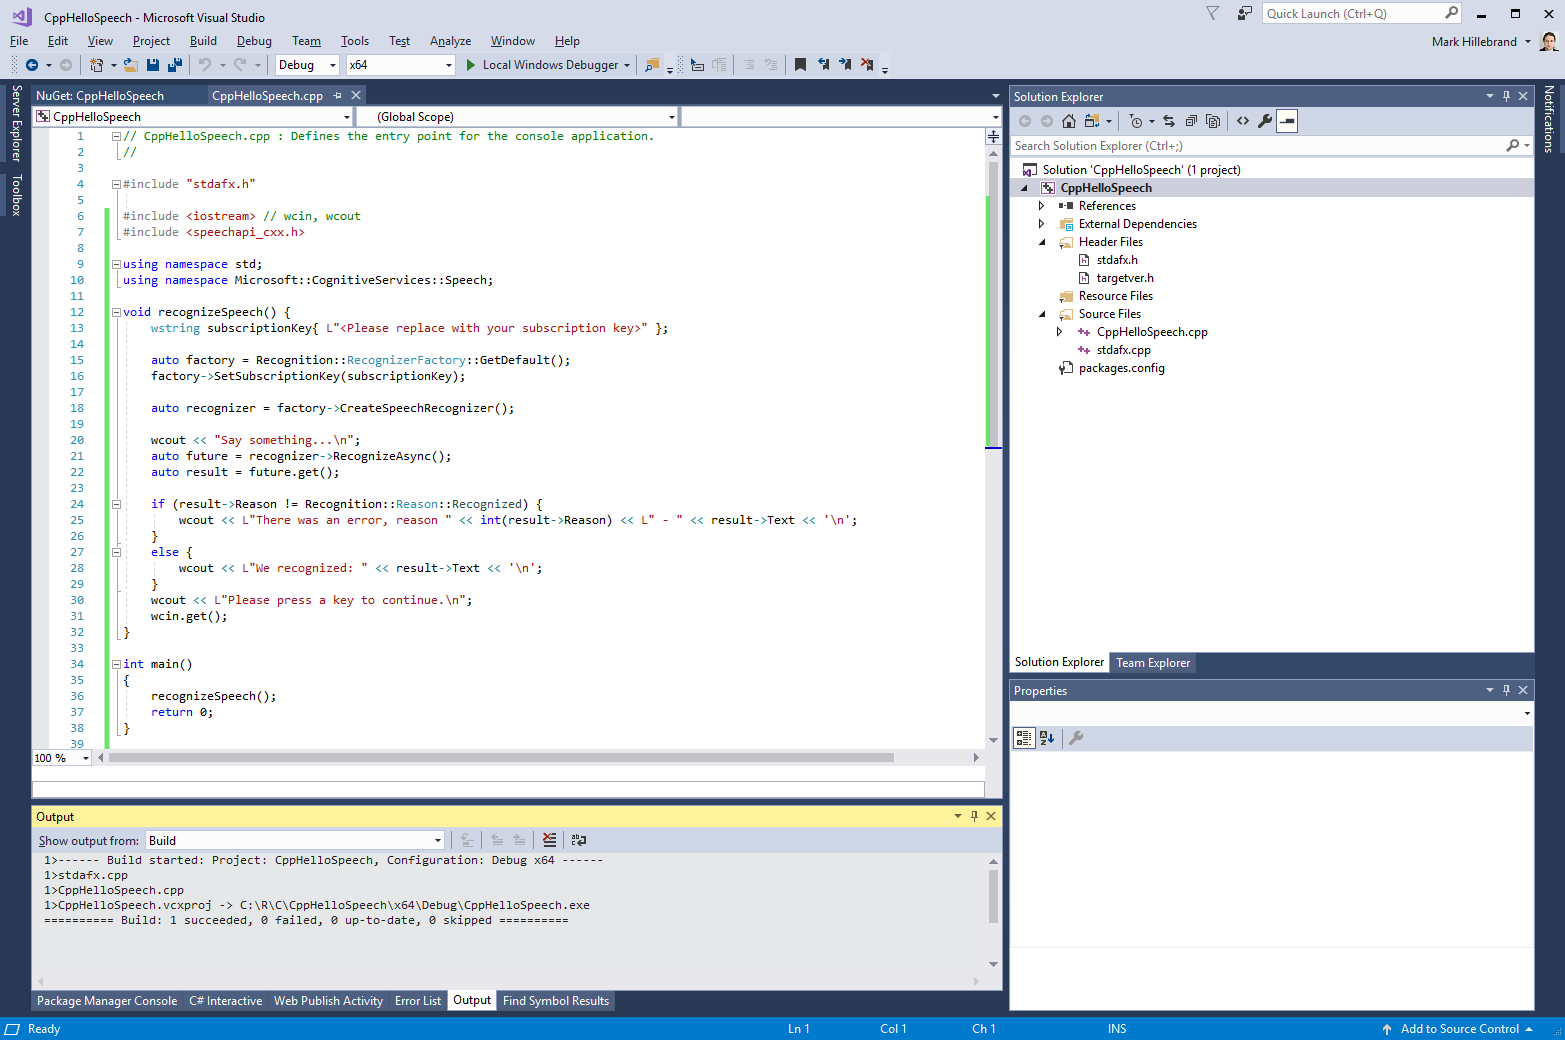 CppHelloSpeech - Microsoft Visual Studio
Quick Launch (Ctrl+Q)
File Edit View Project Build Debug Team Tools Test Analyze Window Help
Mark Hillebrand
Debug x64 Local Windows Debugger
Server Explorer
Toolbox
Notifications
NuGet: CppHelloSpeech CppHelloSpeech.cpp
CppHelloSpeech (Global Scope)
1 // CppHelloSpeech.cpp : Defines the entry point for the console application.
2 //
3
4 #include "stdafx.h"
5
6 #include <iostream> // wcin, wcout
7 #include <speechapi_cxx.h>
8
9 using namespace std;
10 using namespace Microsoft::CognitiveServices::Speech;
11
12 void recognizeSpeech() {
13 wstring subscriptionKey{ L"<Please replace with your subscription key>" };
14
15 auto factory = Recognition::RecognizerFactory::GetDefault();
16 factory->SetSubscriptionKey(subscriptionKey);
17
18 auto recognizer = factory->CreateSpeechRecognizer();
19
20 wcout << "Say something...\n";
21 auto future = recognizer->RecognizeAsync();
22 auto result = future.get();
23
24 if (result->Reason != Recognition::Reason::Recognized) {
25 wcout << L"There was an error, reason " << int(result->Reason) << L" - " << result->Text << '\n';
26 }
27 else {
28 wcout << L"We recognized: " << result->Text << '\n';
29 }
30 wcout << L"Please press a key to continue.\n";
31 wcin.get();
32 }
33
34 int main()
35 {
36 recognizeSpeech();
37 return 0;
38 }
39
100 %
Output
Show output from: Build
1>------ Build started: Project: CppHelloSpeech, Configuration: Debug x64 ------
1>stdafx.cpp
1>CppHelloSpeech.cpp
1>CppHelloSpeech.vcxproj -> C:\R\C\CppHelloSpeech\x64\Debug\CppHelloSpeech.exe
========== Build: 1 succeeded, 0 failed, 0 up-to-date, 0 skipped ==========
Package Manager Console C# Interactive Web Publish Activity Error List Output Find Symbol Results
Solution Explorer
Search Solution Explorer (Ctrl+;)
Solution 'CppHelloSpeech' (1 project)
CppHelloSpeech
References
External Dependencies
Header Files
stdafx.h
targetver.h
Resource Files
Source Files
CppHelloSpeech.cpp
stdafx.cpp
packages.config
Solution Explorer Team Explorer
Properties
Ready Ln 1 Col 1 Ch 1 INS Add to Source Control